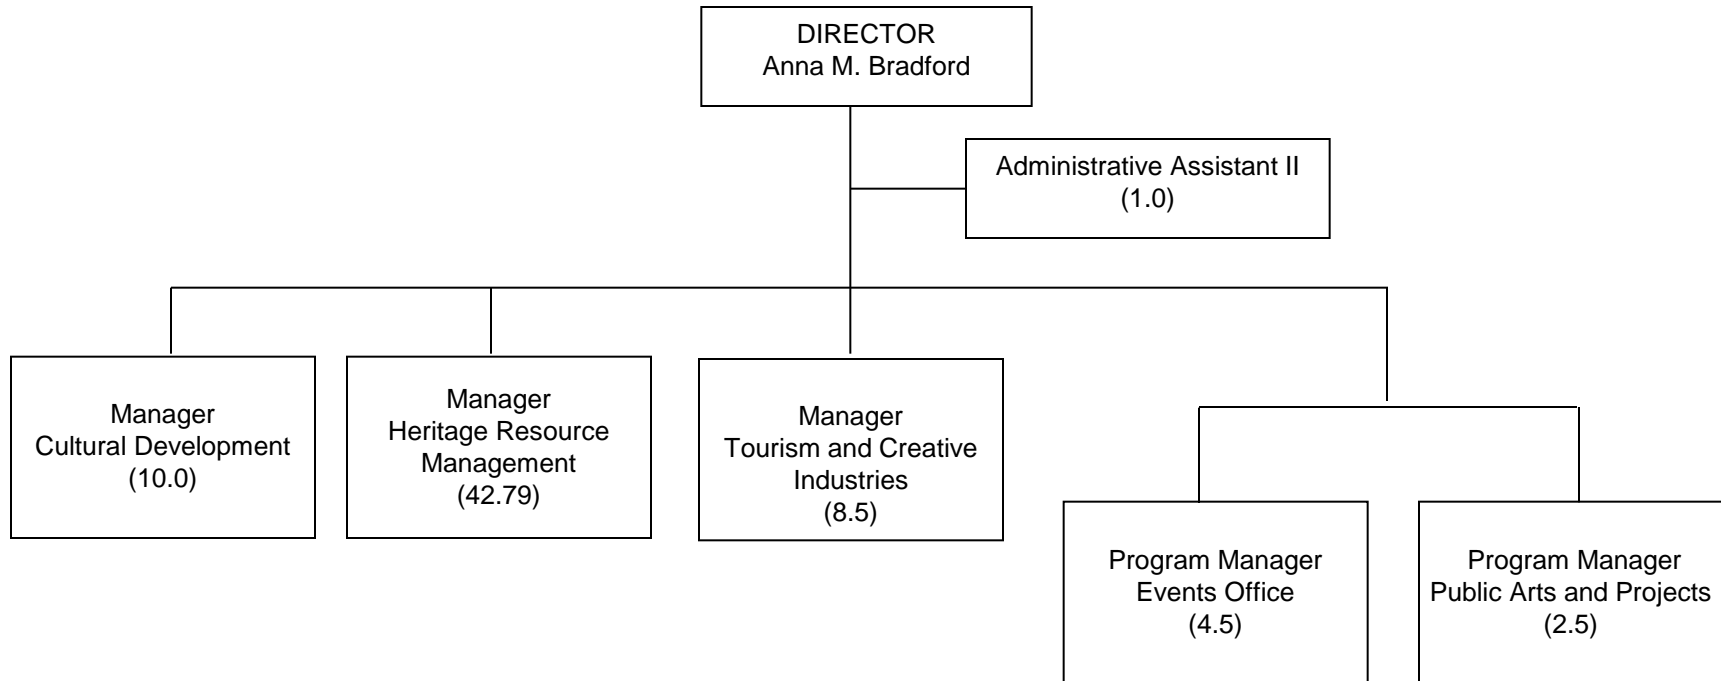 DIRECTOR
Anna M. Bradford
Administrative Assistant II
(1.0)
Manager
Cultural Development
(10.0)
Manager
Heritage Resource
Management
(42.79)
Manager
Tourism and Creative
Industries
(8.5)
Program Manager
Events Office
(4.5)
Program Manager
Public Arts and Projects
(2.5)